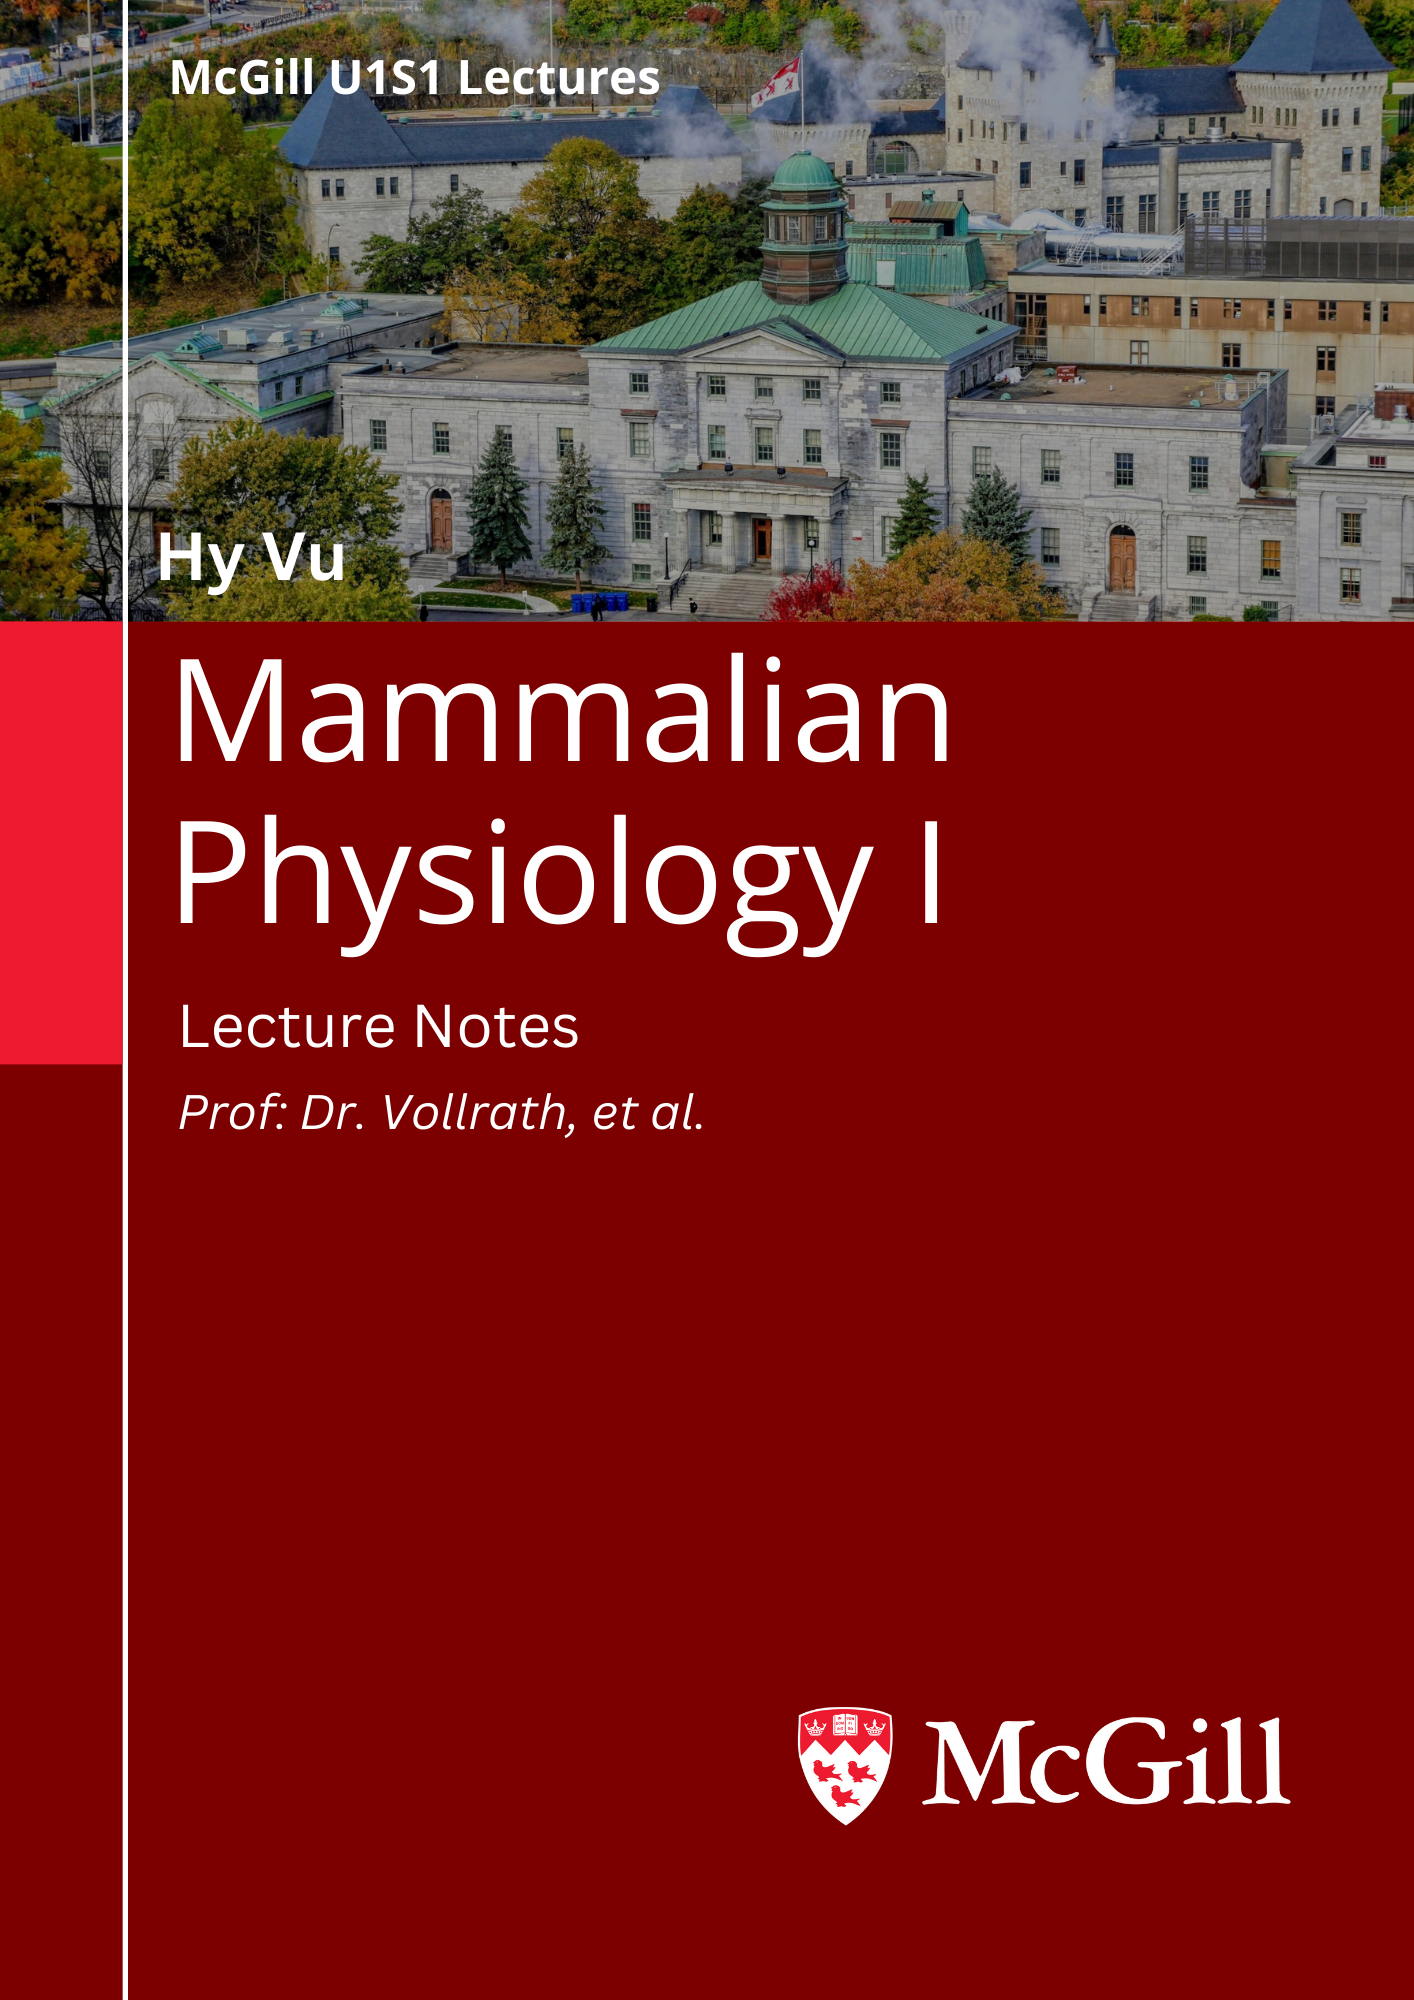 McGill U1S1 Lectures
Hy Vu
Mammalian
Physiology I
Lecture Notes
Prof: Dr. Vollrath, et al.
McGill